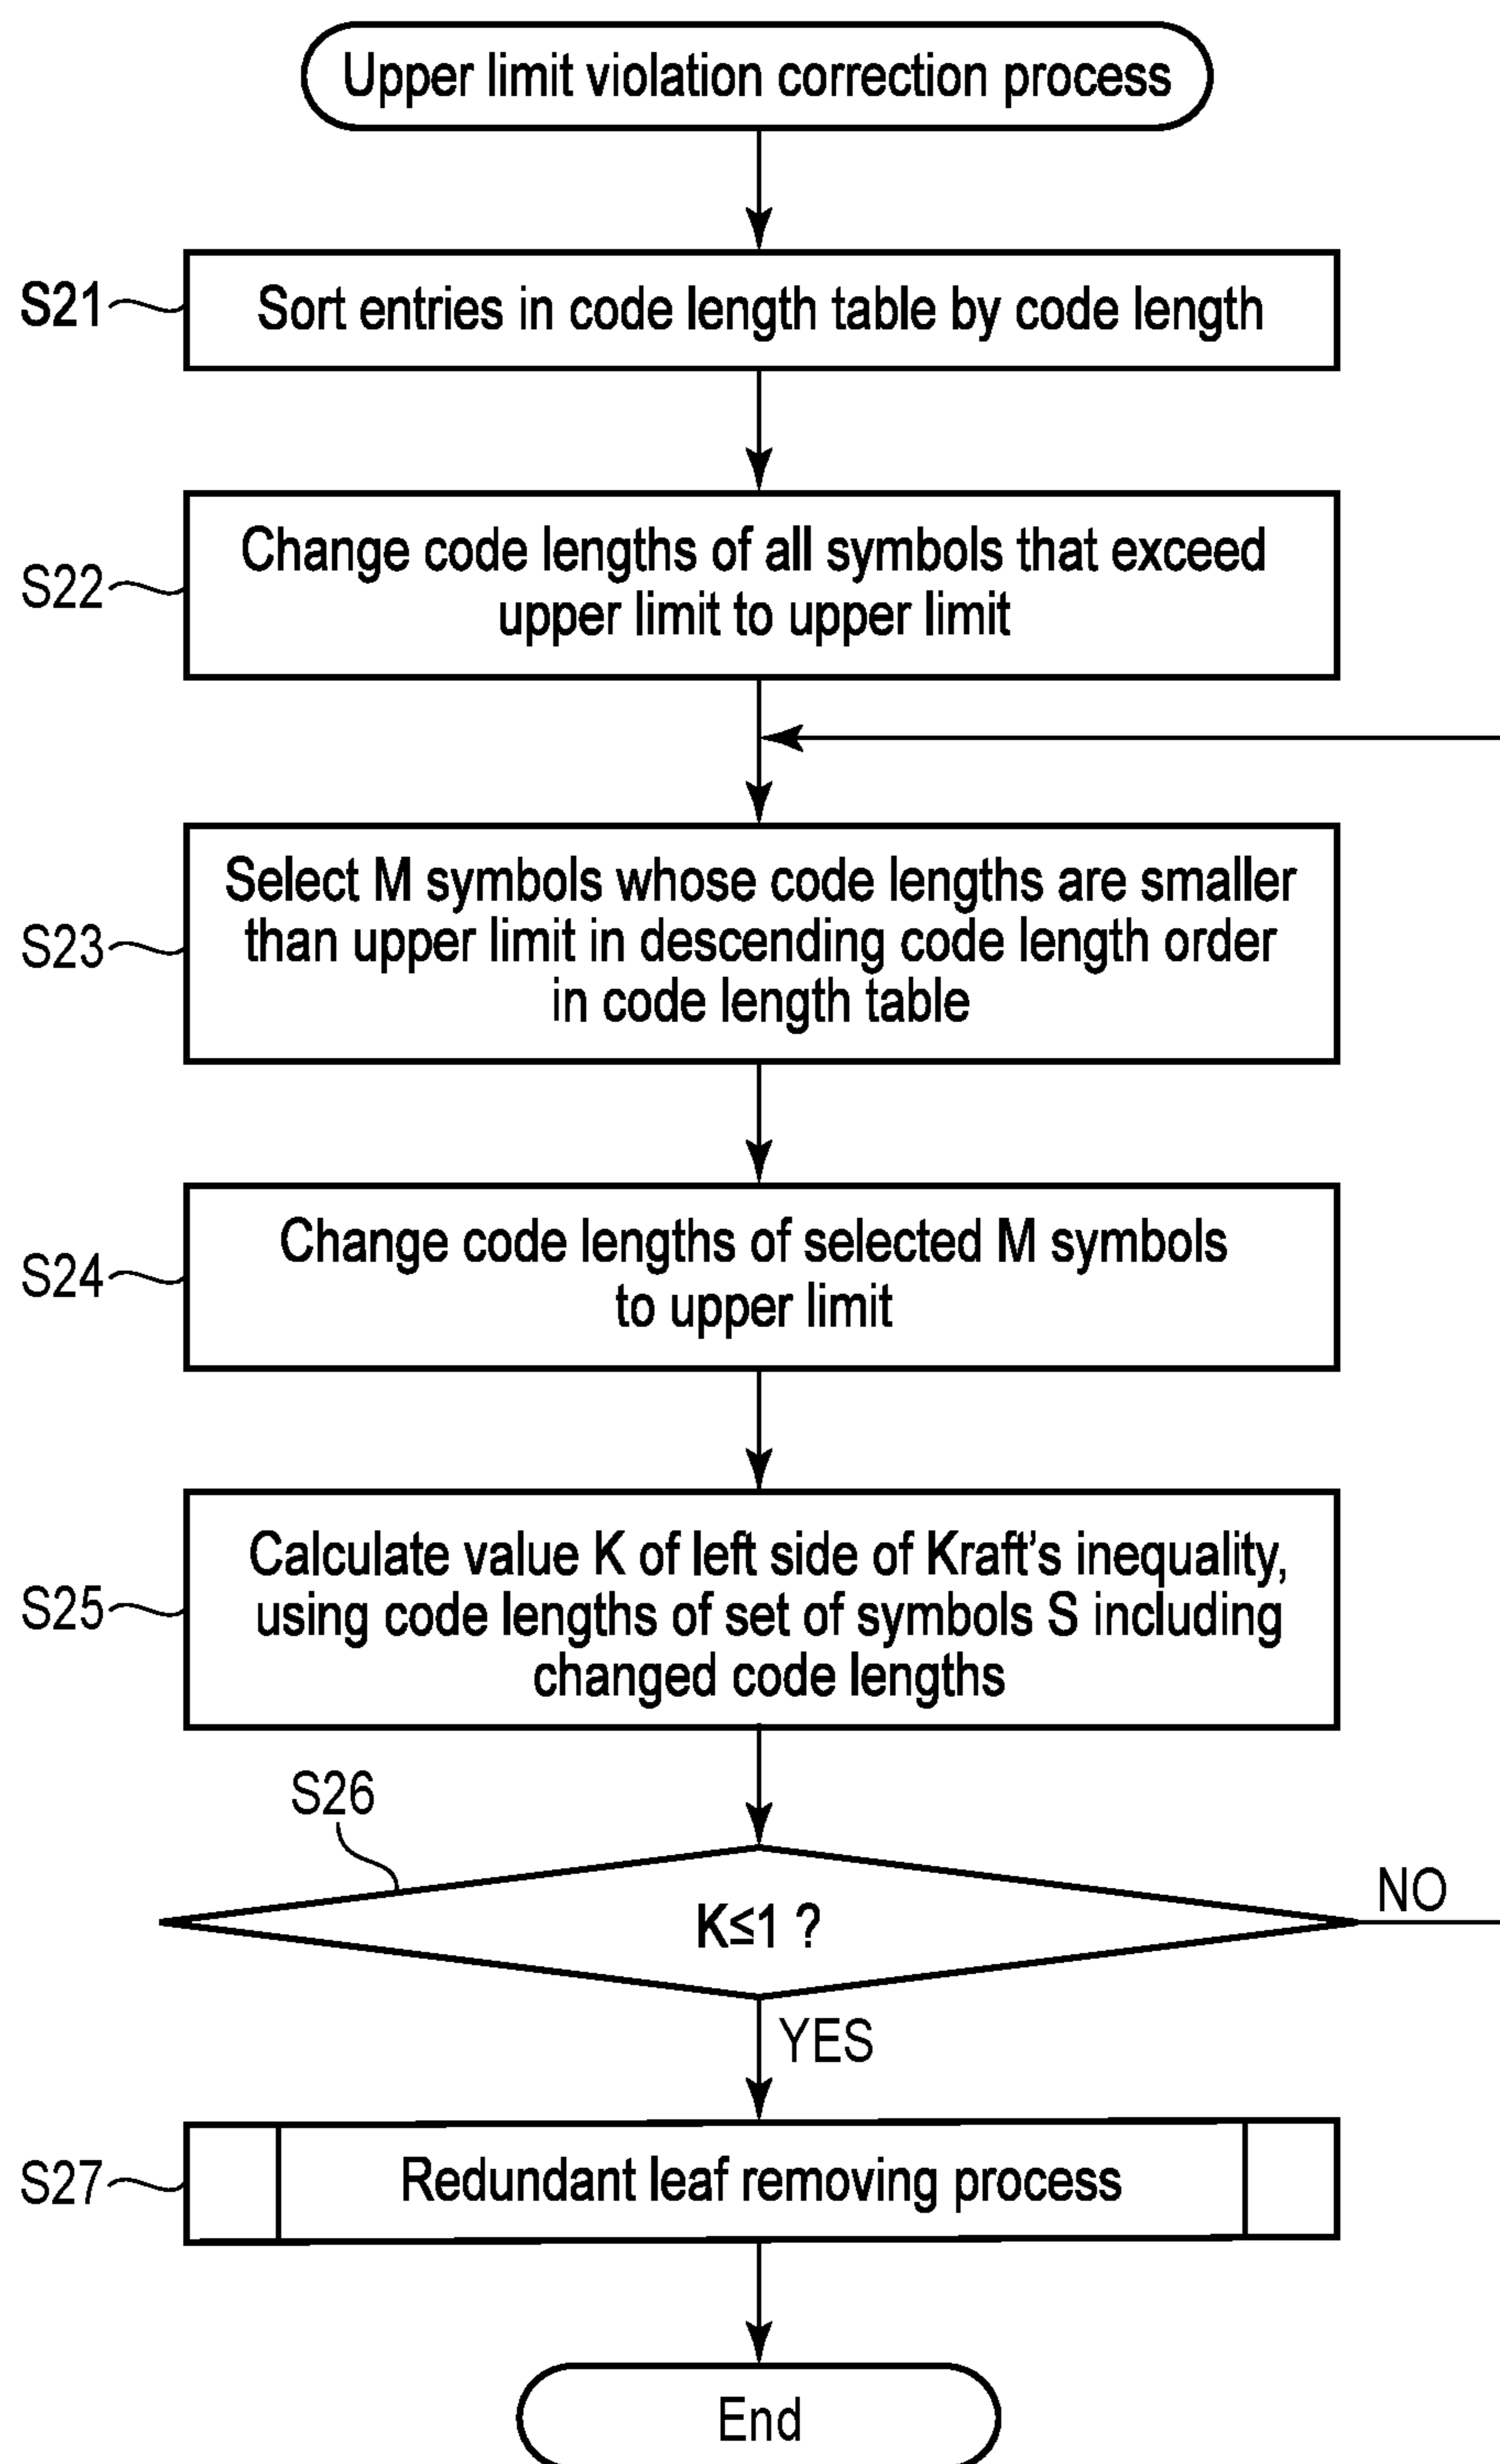 Upper limit violation correction process
S21
Sort entries in code length table by code length
S22
Change code lengths of all symbols that exceed
upper limit to upper limit
S23
Select M symbols whose code lengths are smaller
than upper limit in descending code length order
in code length table
S24
Change code lengths of selected M symbols
to upper limit
S25
Calculate value K of left side of Kraft's inequality,
using code lengths of set of symbols S including
changed code lengths
S26
K≤1 ?
NO
YES
S27
Redundant leaf removing process
End